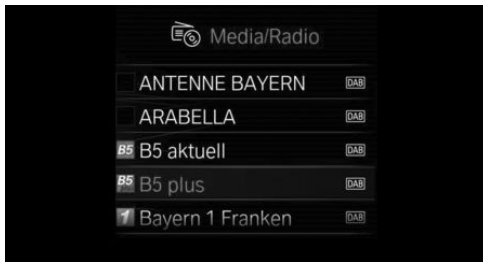 Media/Radio
ANTENNE BAYERN DAB
ARABELLA DAB
B5 B5 aktuell DAB
B5 B5 plus DAB
1 Bayern 1 Franken DAB